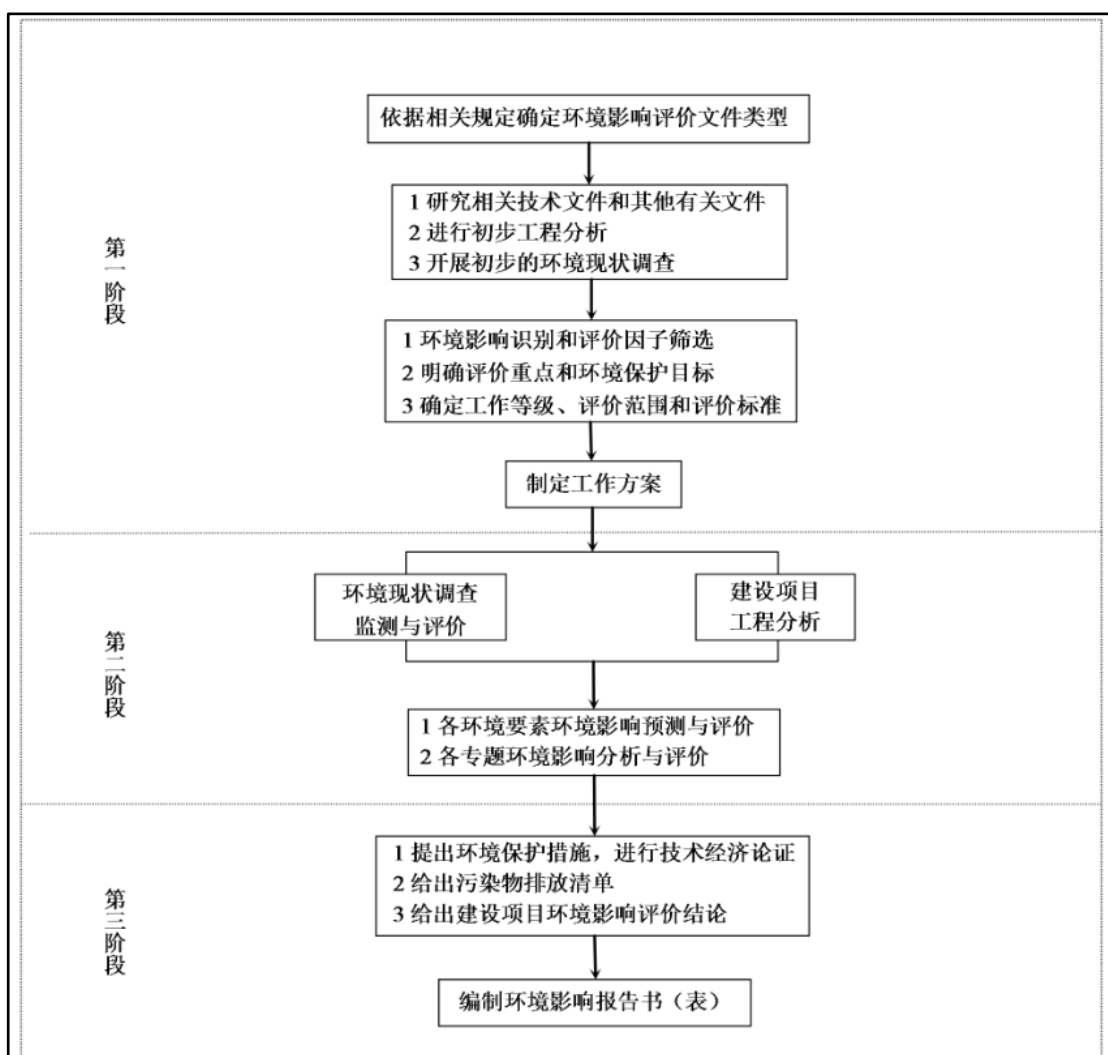 依据相关规定确定环境影响评价文件类型
1 研究相关技术文件和其他有关文件
2 进行初步工程分析
3 开展初步的环境现状调查
第一阶段
1 环境影响识别和评价因子筛选
2 明确评价重点和环境保护目标
3 确定工作等级、评价范围和评价标准
制定工作方案
环境现状调查
监测与评价
建设项目
工程分析
第二阶段
1 各环境要素环境影响预测与评价
2 各专题环境影响分析与评价
1 提出环境保护措施，进行技术经济论证
2 给出污染物排放清单
3 给出建设项目环境影响评价结论
第三阶段
编制环境影响报告书（表）